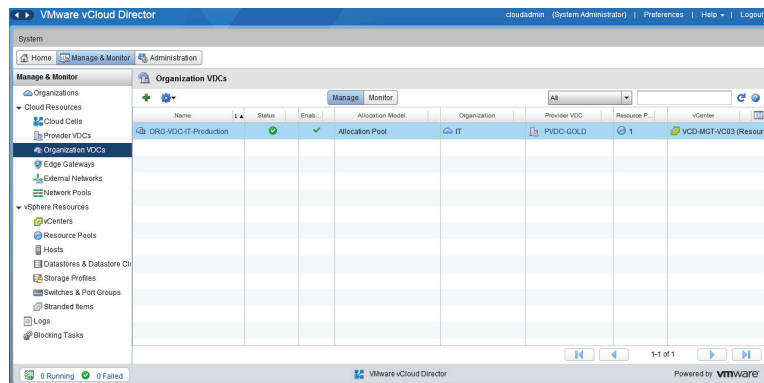 VMware vCloud Director
cloudadmin (System Administrator) | Preferences | Help | Logout
System
Home Manage & Monitor Administration
Manage & Monitor
Organizations
Cloud Resources
Cloud Cells
Provider VDCs
Organization VDCs
Edge Gateways
External Networks
Network Pools
vSphere Resources
vCenters
Resource Pools
Hosts
Datastores & Datastore Clu
Storage Profiles
Switches & Port Groups
Stranded Items
Logs
Blocking Tasks
Organization VDCs
Manage Monitor All
Name 1 Status Enab... Allocation Model Organization Provider VDC Resource P... vCenter
ORG-VDC-IT-Production Allocation Pool IT PVDC-GOLD 1 VCD-MGT-VC03 (Resour
1-1 of 1
0 Running 0 Failed VMware vCloud Director Powered by vmware